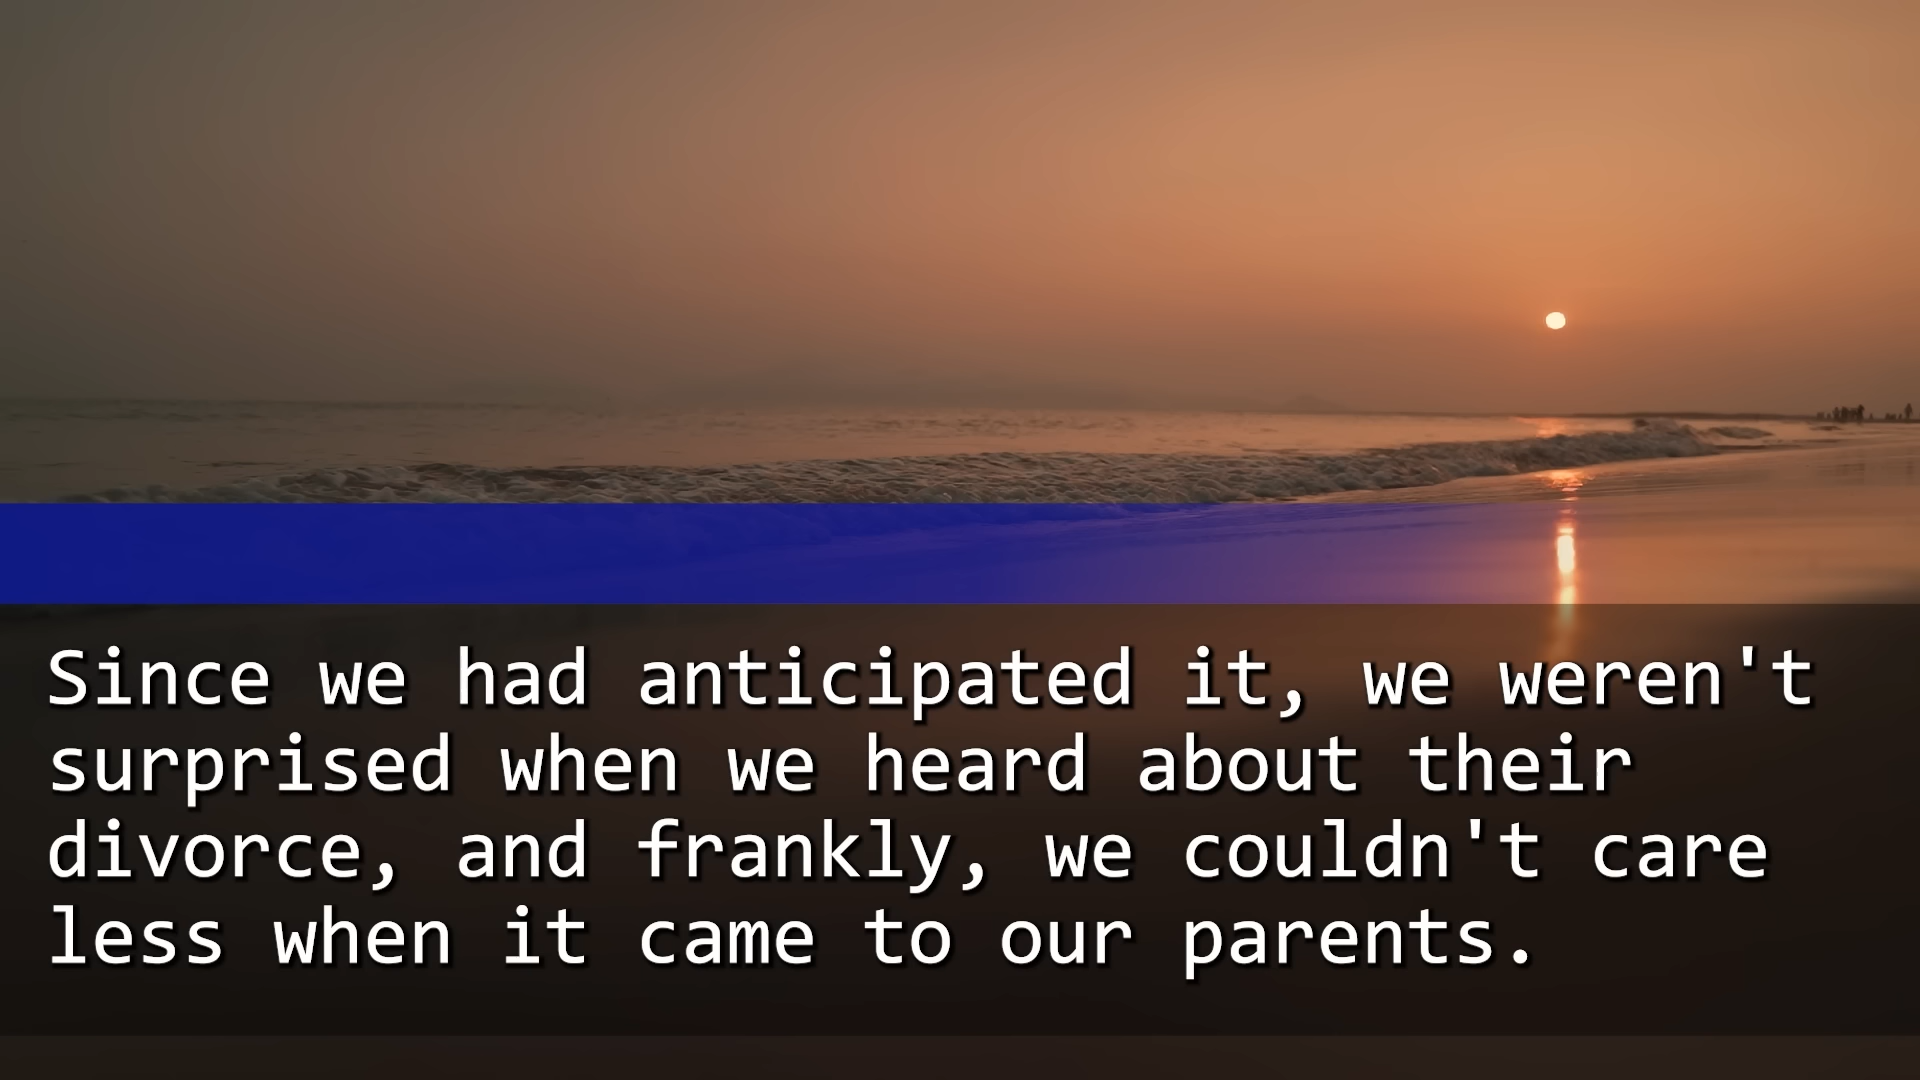 Since we had anticipated it, we weren't
surprised when we heard about their
divorce, and frankly, we couldn't care
less when it came to our parents.